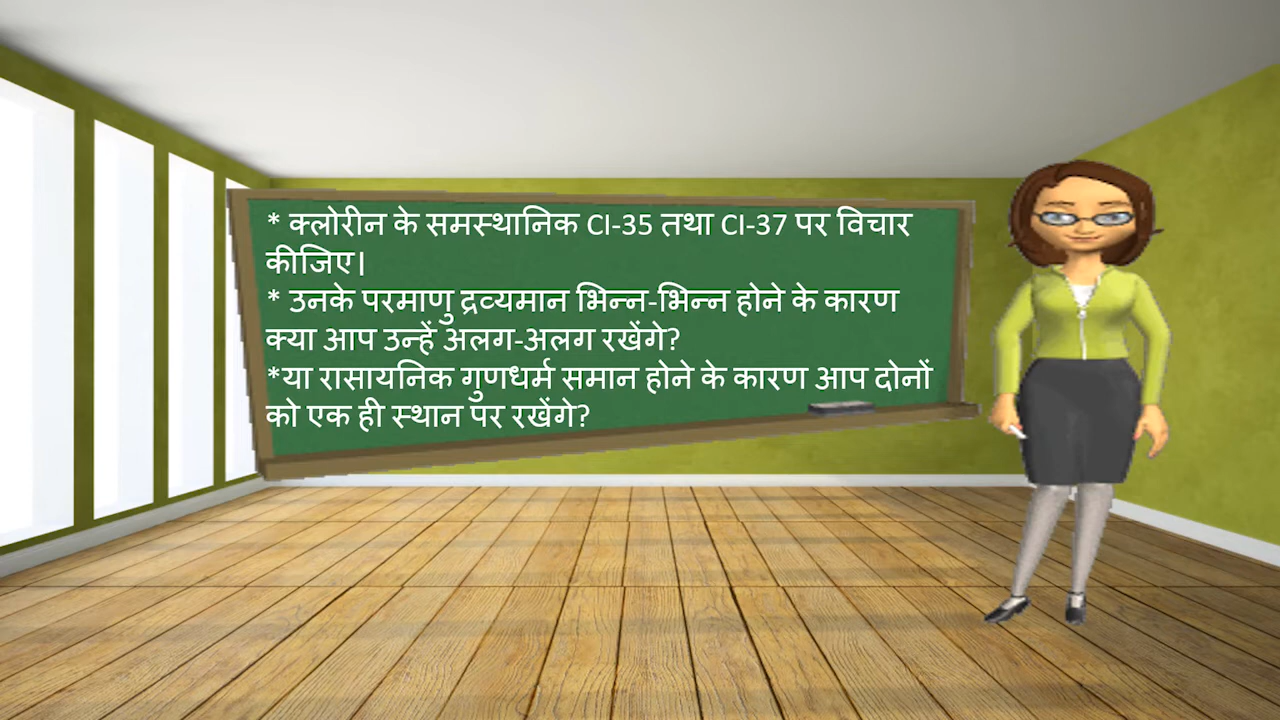 * क्लोरीन के समस्थानिक Cl-35 तथा Cl-37 पर विचार
कीजिए।
* उनके परमाणु द्रव्यमान भिन्न-भिन्न होने के कारण
क्या आप उन्हें अलग-अलग रखेंगे?
*या रासायनिक गुणधर्म समान होने के कारण आप दोनों
को एक ही स्थान पर रखेंगे?